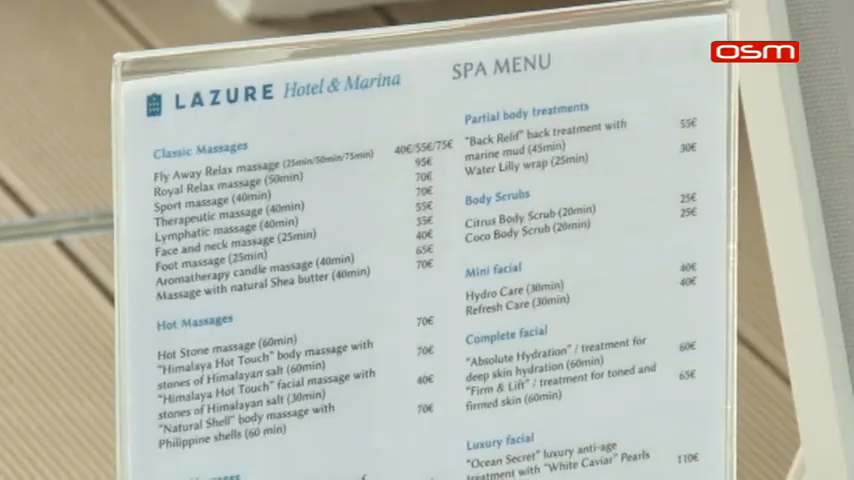 osm
LAZURE Hotel & Marina
SPA MENU
Classic Massages
Fly Away Relax massage (25min/50min/75min) 40€/55€/75€
Royal Relax massage (50min) 95€
Sport massage (40min) 70€
Therapeutic massage (40min) 70€
Lymphatic massage (40min) 55€
Face and neck massage (25min) 35€
Foot massage (25min) 40€
Aromatherapy candle massage (40min) 65€
Massage with natural Shea butter (40min) 70€
Hot Massages
Hot Stone massage (60min) 70€
"Himalaya Hot Touch" body massage with
stones of Himalayan salt (60min) 70€
"Himalaya Hot Touch" facial massage with
stones of Himalayan salt (30min) 40€
"Natural Shell" body massage with
Philippine shells (60 min) 70€
Partial body treatments
"Back Relif" back treatment with
marine mud (45min) 55€
Water Lilly wrap (25min) 30€
Body Scrubs
Citrus Body Scrub (20min) 25€
Coco Body Scrub (20min) 25€
Mini facial
Hydro Care (30min) 40€
Refresh Care (30min) 40€
Complete facial
"Absolute Hydration" / treatment for
deep skin hydration (60min) 60€
"Firm & Lift" / treatment for toned and
firmed skin (60min) 65€
Luxury facial
"Ocean Secret" luxury anti-age
treatment with "White Caviar" Pearls 110€